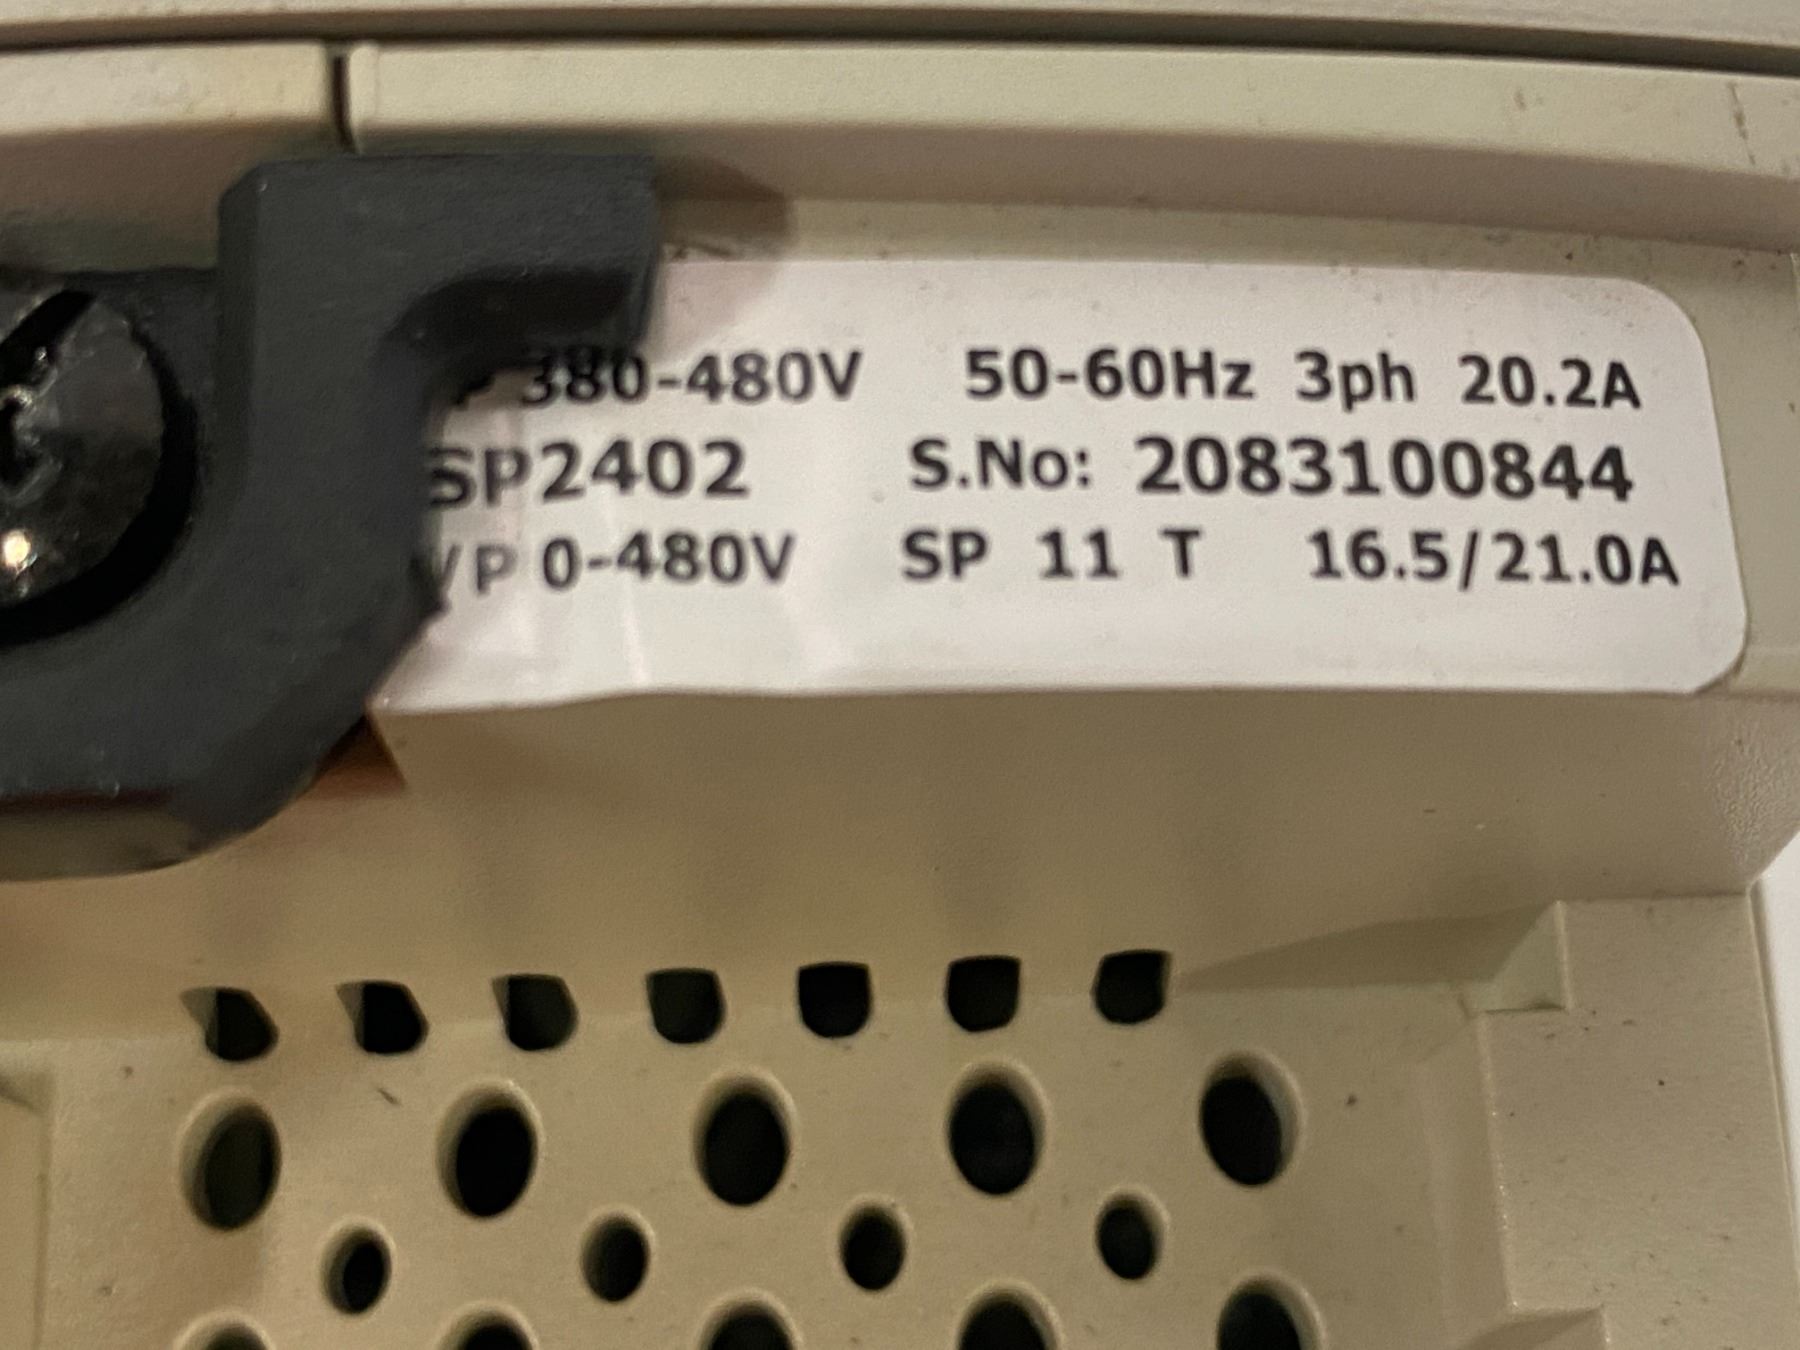 380-480V 50-60Hz 3ph 20.2A
SP2402 S.No: 2083100844
/P 0-480V SP 11 T 16.5/21.0A